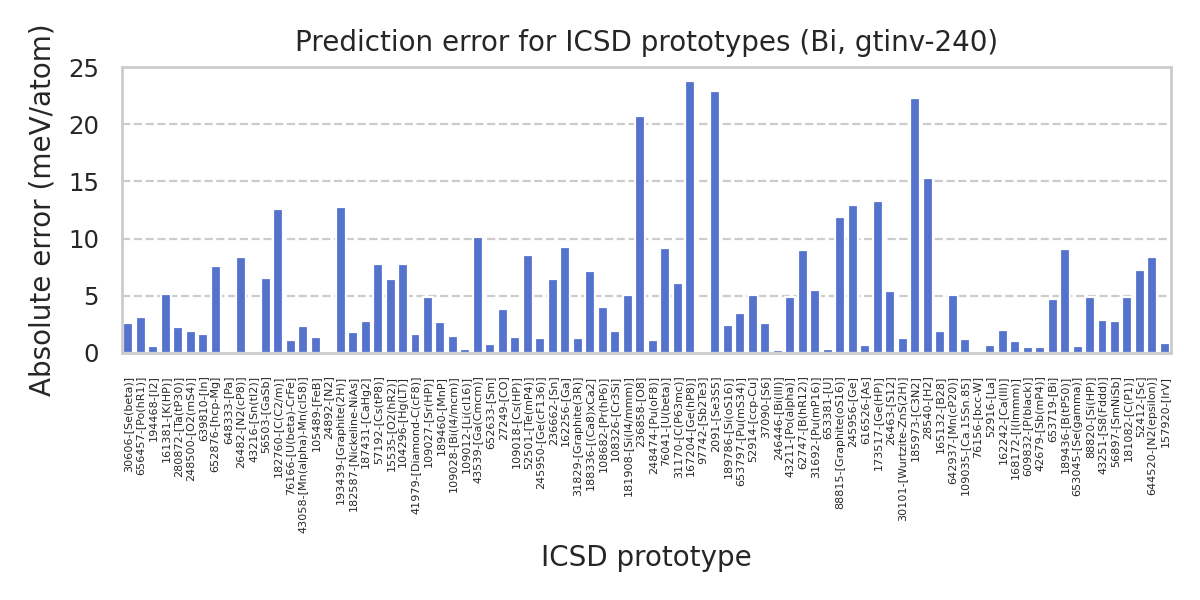 Prediction error for ICSD prototypes (Bi, gtinv-240)
Absolute error (meV/atom)
25
20
15
10
5
0
30606-[Se(beta)]
656457-[Po(hR1)]
194468-[I2]
161381-[K(HP)]
280872-[Ta(tP30)]
248500-[O2(mS4)]
639810-[In]
652876-[hcp-Mg]
648333-[Pa]
26482-[N2(cP8)]
43216-[Sn(tI2)]
56503-[GaSb]
182760-[C(C2/m)]
76166-[U(beta)-CrFe]
43058-[Mn(alpha)-Mn(cI58)]
105489-[FeB]
24892-[N2]
193439-[Graphite(2H)]
182587-[Nickeline-NiAs]
187431-[CaHg2]
57192-[Cs(tP8)]
15535-[O2(hR2)]
104296-[Hg(LT)]
41979-[Diamond-C(cF8)]
109027-[Sr(HP)]
189460-[MnP]
109028-[Bi(I4/mcm)]
109012-[Li(cI16)]
43539-[Ga(Cmcm)]
652633-[Sm]
27249-[CO]
109018-[Cs(HP)]
52501-[Te(mP4)]
245950-[Ge(cF136)]
236662-[Sn]
162256-[Ga]
31829-[Graphite(3R)]
188336-[(Ca8)xCa2]
108682-[Pr(hP6)]
108326-[Cr3Si]
181908-[Si(I4/mmm)]
236858-[O8]
248474-[Pu(oF8)]
76041-[U(beta)]
31170-[C(P63mc)]
167204-[Ge(hP8)]
97742-[Sb2Te3]
2091-[Se3S5]
189786-[Si(oS16)]
653797-[Pu(mS34)]
52914-[ccp-Cu]
37090-[S6]
246446-[Bi(III)]
43211-[Po(alpha)]
62747-[B(hR12)]
31692-[Pu(mP16)]
653381-[U]
88815-[Graphite(oS16)]
245956-[Ge]
616526-[As]
173517-[Ge(HP)]
26463-[S12]
30101-[Wurtzite-ZnS(2H)]
185973-[C3N2]
28540-[H2]
165132-[B28]
642937-[Mn(cP20)]
109035-[Ca.15Sn.85]
76156-[bcc-W]
52916-[La]
162242-[Ca(III)]
168172-[I(Immm)]
609832-[P(black)]
42679-[Sb(mP4)]
653719-[Bi]
189436-[B(tP50)]
653045-[Se(gamma)]
88820-[Si(HP)]
43251-[S8(Fddd)]
56897-[SmNiSb]
181082-[C(P1)]
52412-[Sc]
644520-[N2(epsilon)]
157920-[IrV]
ICSD prototype